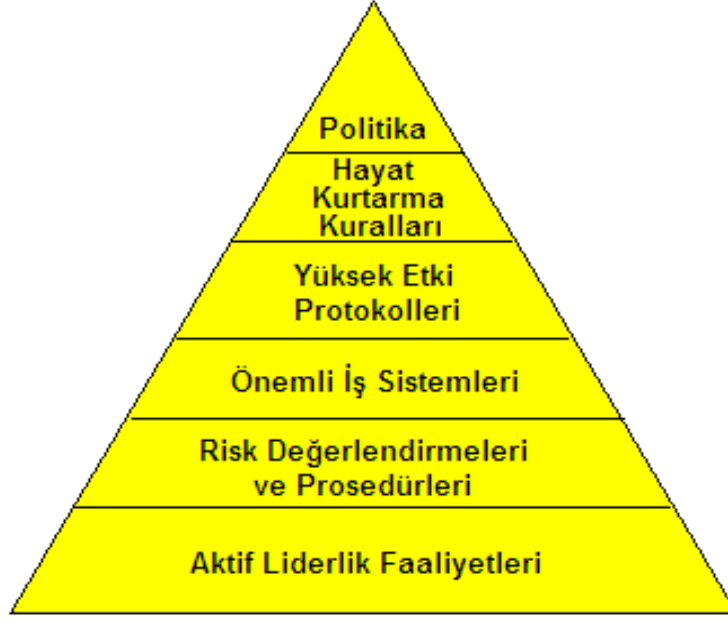 Politika
Hayat
Kurtarma
Kuralları
Yüksek Etki
Protokolleri
Önemli İş Sistemleri
Risk Değerlendirmeleri
ve Prosedürleri
Aktif Liderlik Faaliyetleri